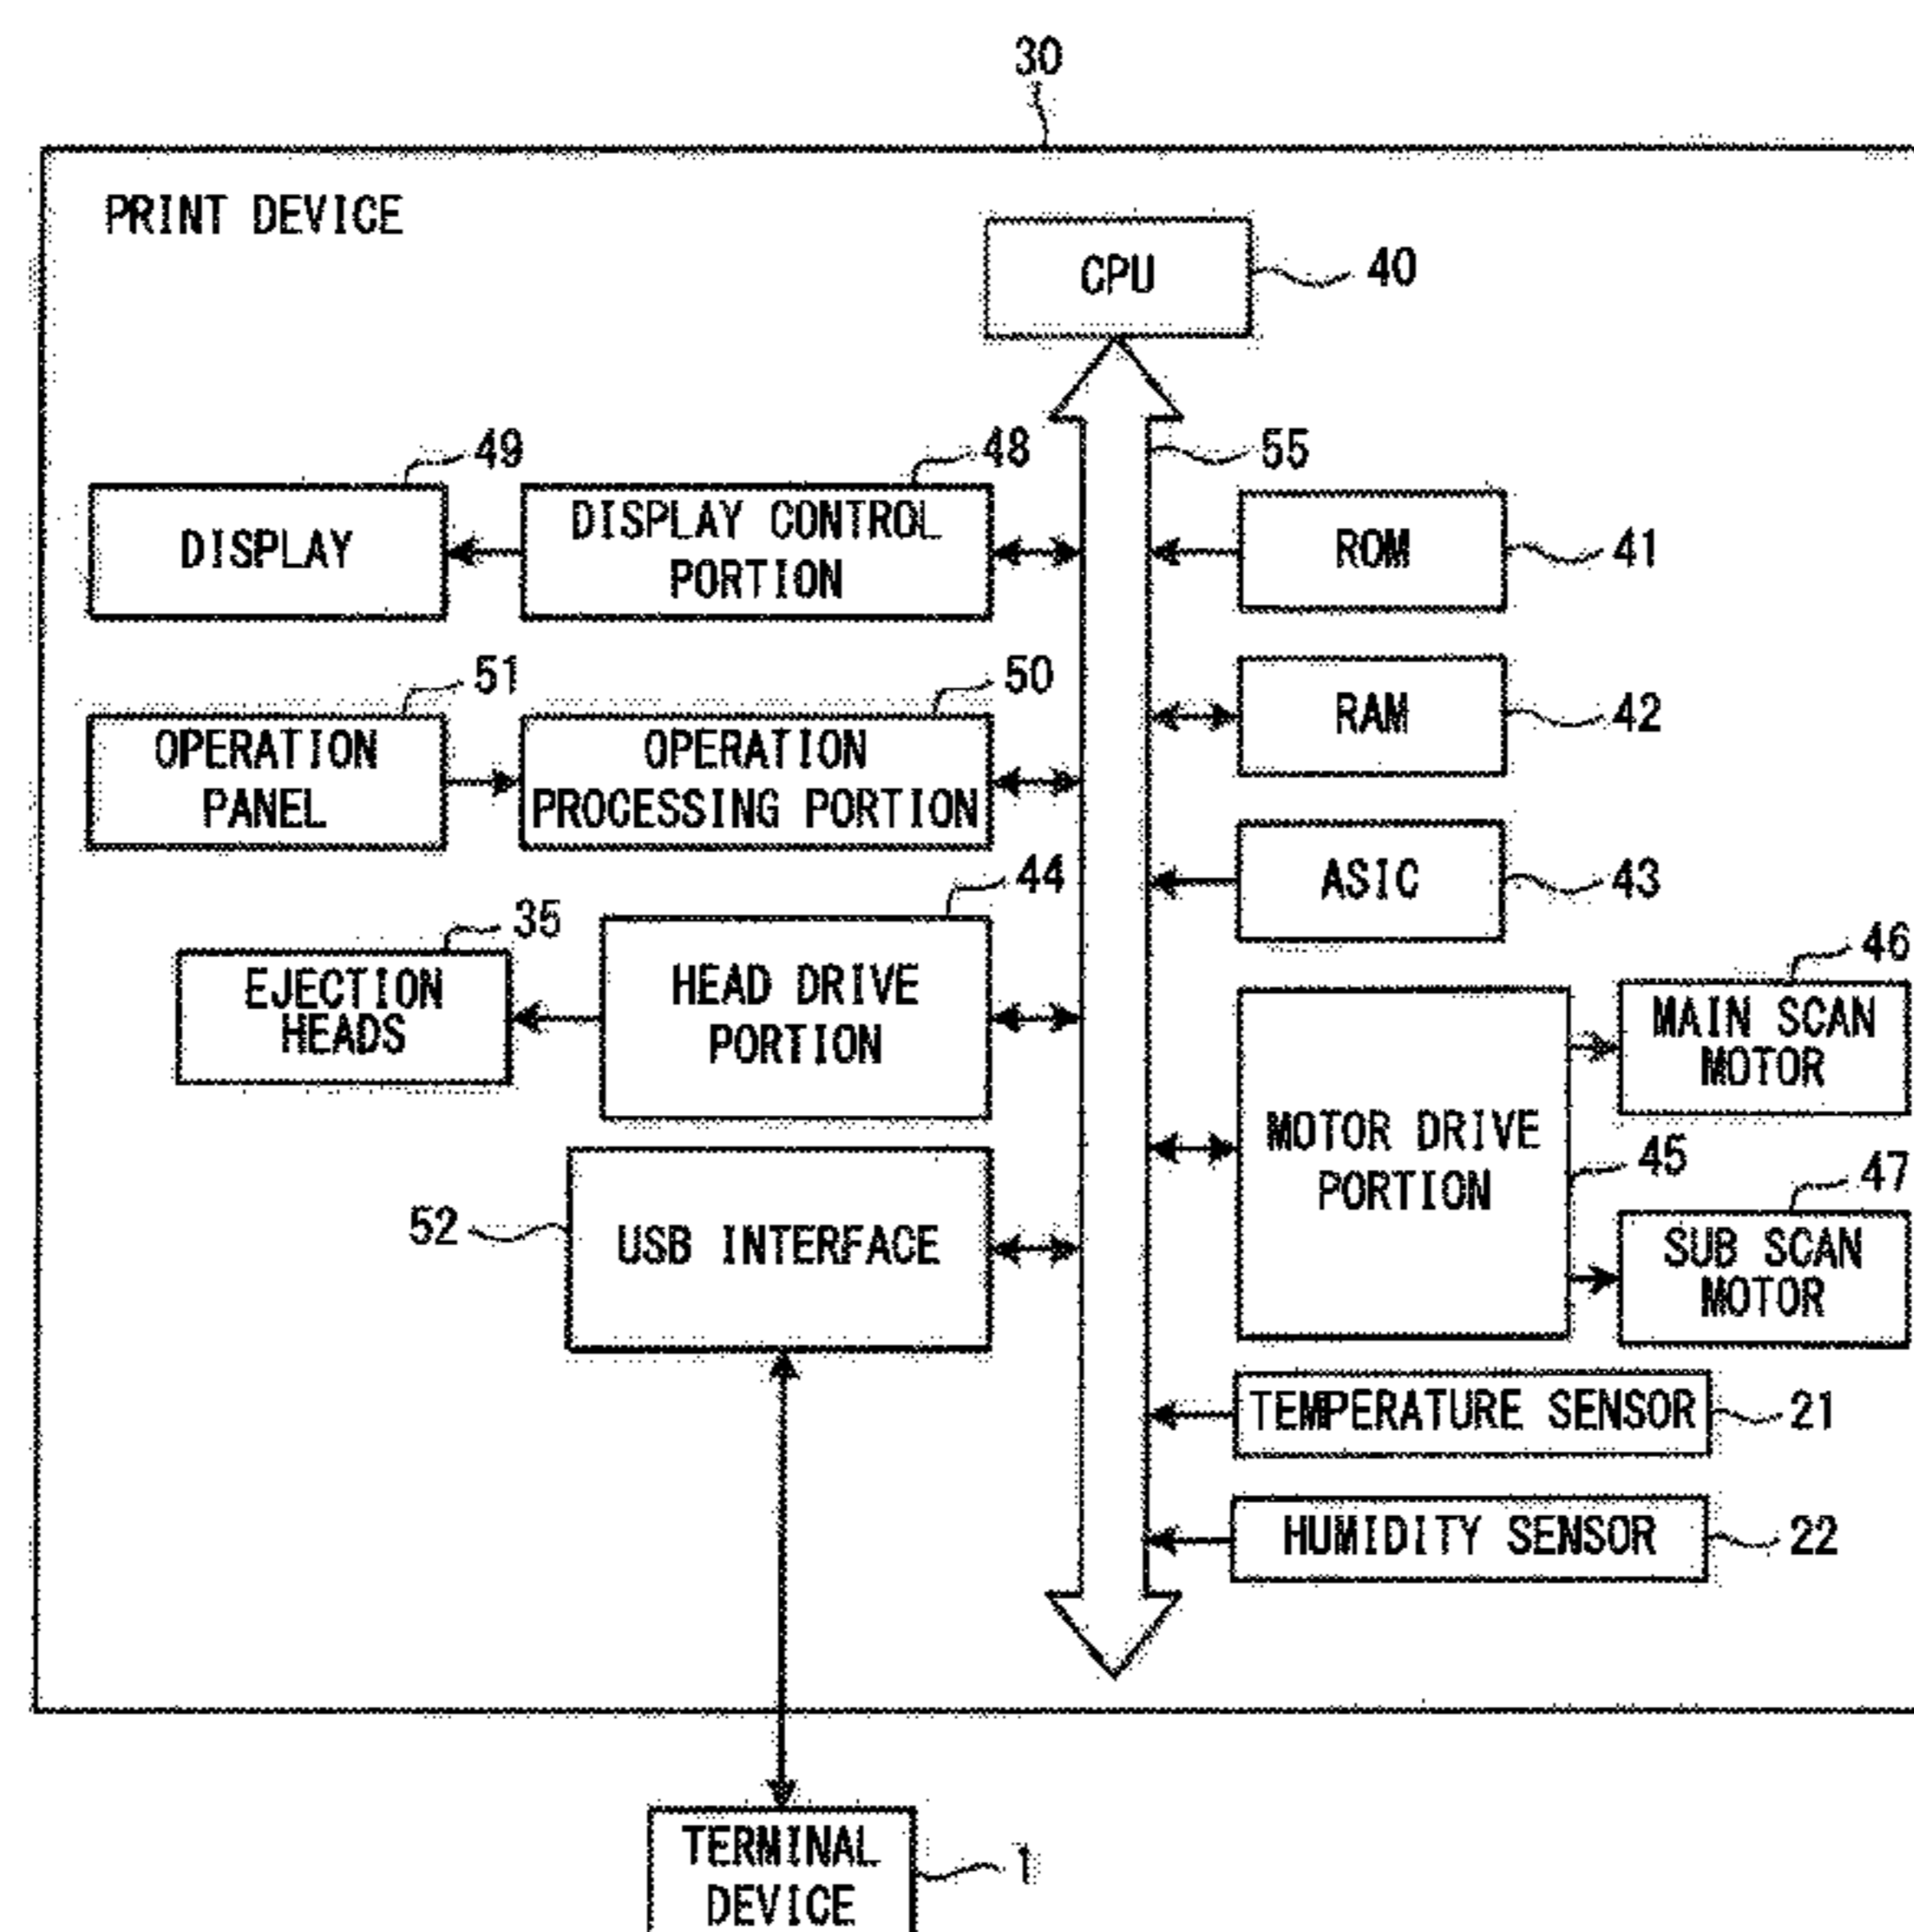 30
PRINT DEVICE
CPU
40
49
48
55
DISPLAY
DISPLAY CONTROL
PORTION
ROM
41
51
50
OPERATION
PANEL
OPERATION
PROCESSING PORTION
RAM
42
44
ASIC
43
35
EJECTION
HEADS
HEAD DRIVE
PORTION
46
MAIN SCAN
MOTOR
MOTOR DRIVE
PORTION
45
47
52
USB INTERFACE
SUB SCAN
MOTOR
TEMPERATURE SENSOR
21
HUMIDITY SENSOR
22
TERMINAL
DEVICE
1